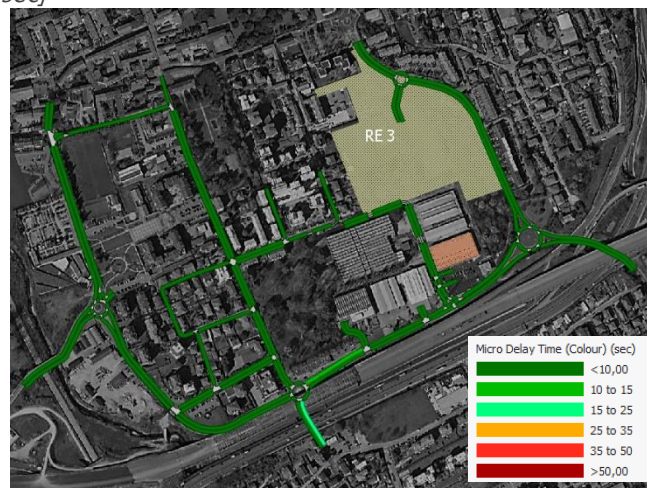 sec)
RE 3
Micro Delay Time (Colour) (sec)
<10,00
10 to 15
15 to 25
25 to 35
35 to 50
>50,00